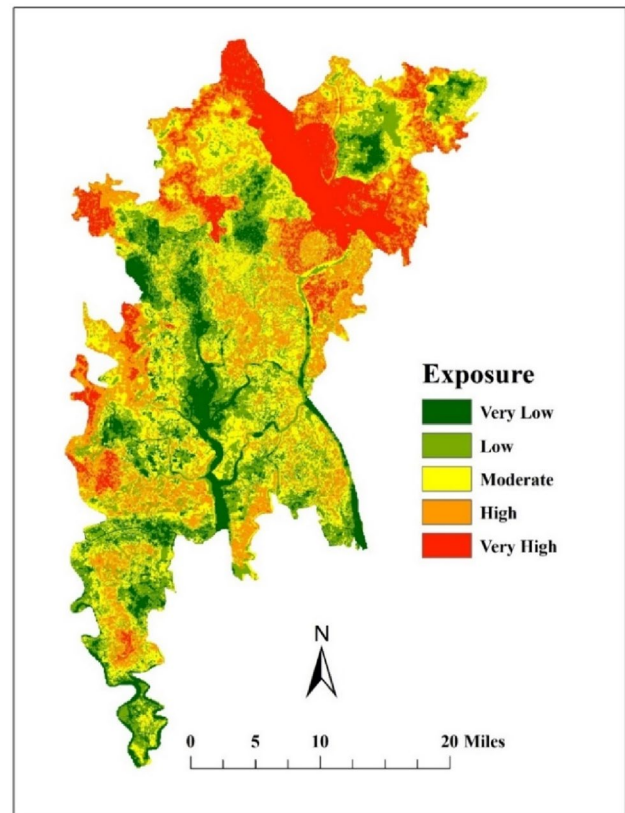 Exposure
Very Low
Low
Moderate
High
Very High
N
0 5 10 20 Miles